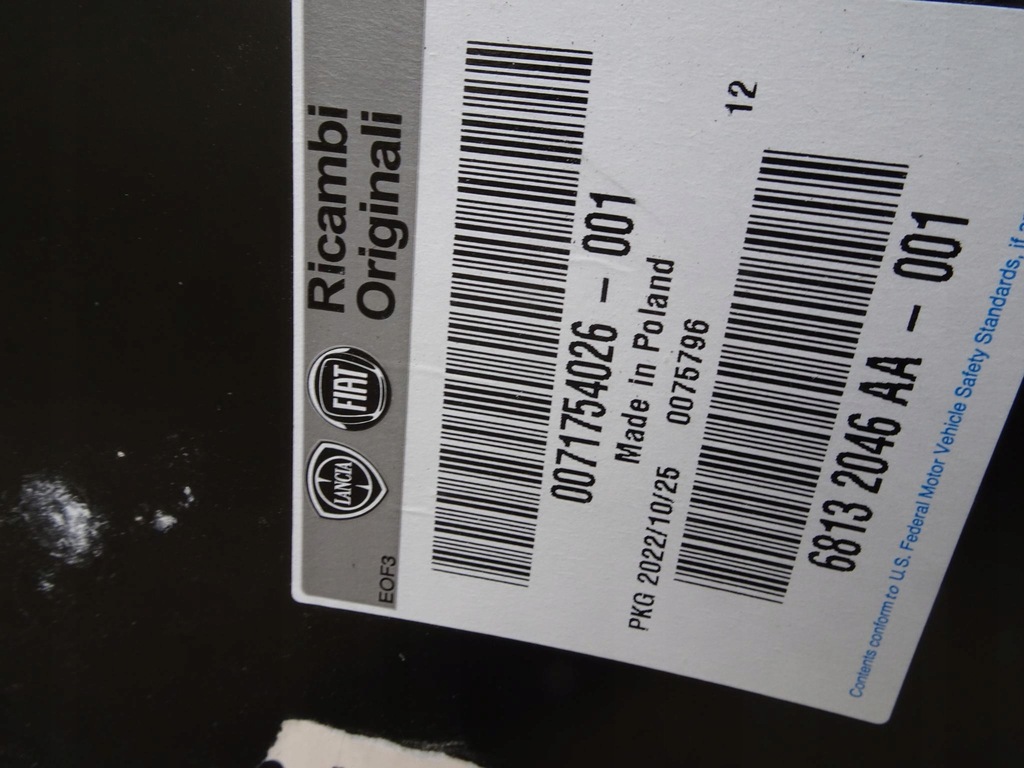 EOF3
LANCIA
FIAT
Ricambi
Originali
0071754026 - 001
Made in Poland
PKG 2022/10/25 0075796
12
6813 2046 AA - 001
Contents conform to U.S. Federal Motor Vehicle Safety Standards, if